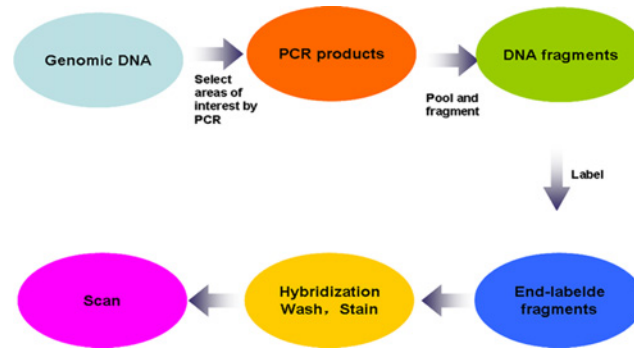 Genomic DNA
Select
areas of
interest by
PCR
PCR products
Pool and
fragment
DNA fragments
Label
End-labelde
fragments
Hybridization
Wash，Stain
Scan